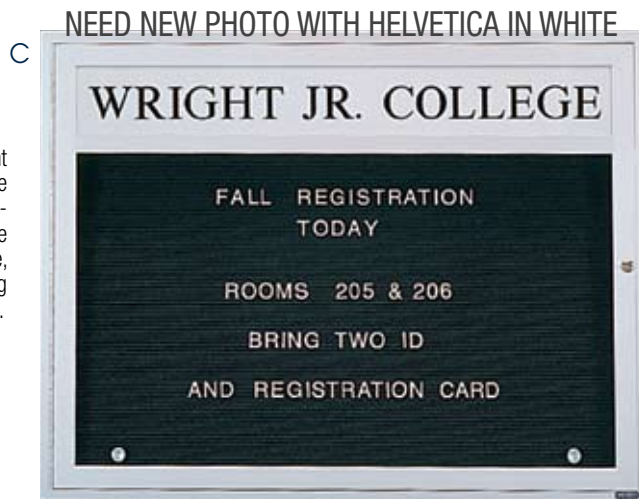 NEED NEW PHOTO WITH HELVETICA IN WHITE
C
WRIGHT JR. COLLEGE
FALL REGISTRATION
TODAY
ROOMS 205 & 206
BRING TWO ID
AND REGISTRATION CARD